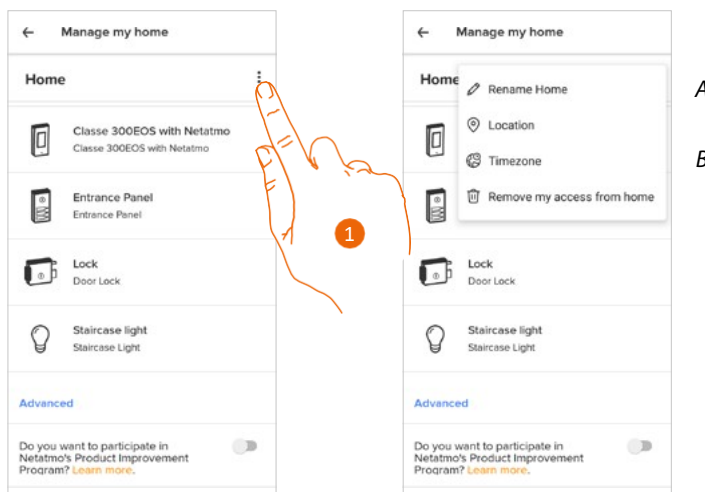 Manage my home
Home
Classe 300EOS with Netatmo
Classe 300EOS with Netatmo
Entrance Panel
Entrance Panel
Lock
Door Lock
Staircase light
Staircase Light
Advanced
Do you want to participate in
Netatmo's Product Improvement
Program? Learn more.
1
Manage my home
Home
Rename Home
Location
Timezone
Remove my access from home
Lock
Door Lock
Staircase light
Staircase Light
Advanced
Do you want to participate in
Netatmo's Product Improvement
Program? Learn more.
A
B